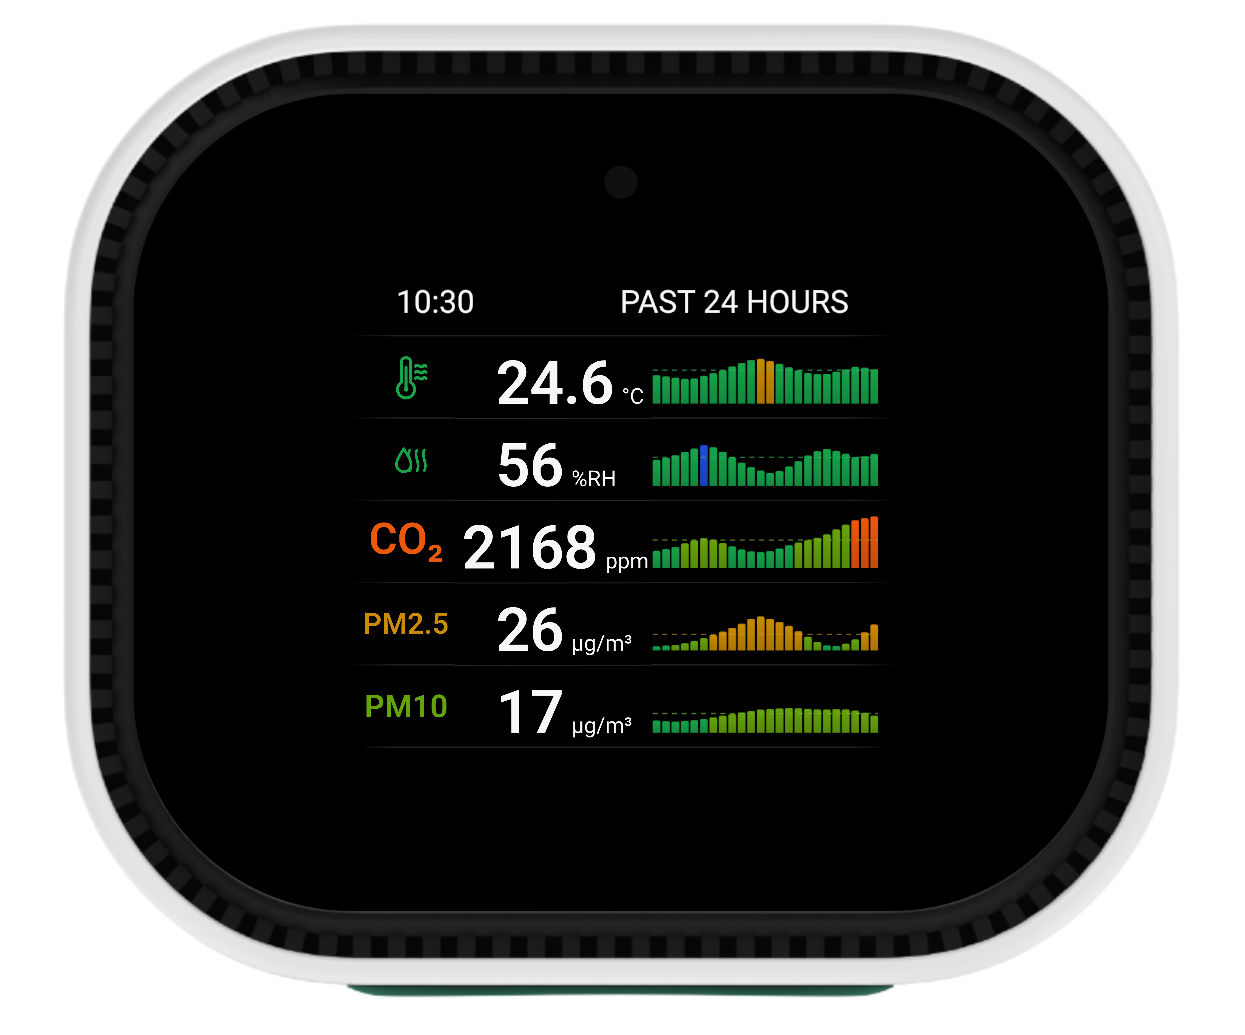 10:30 PAST 24 HOURS
24.6 °C
56 %RH
CO₂ 2168 ppm
PM2.5 26 µg/m³
PM10 17 µg/m³